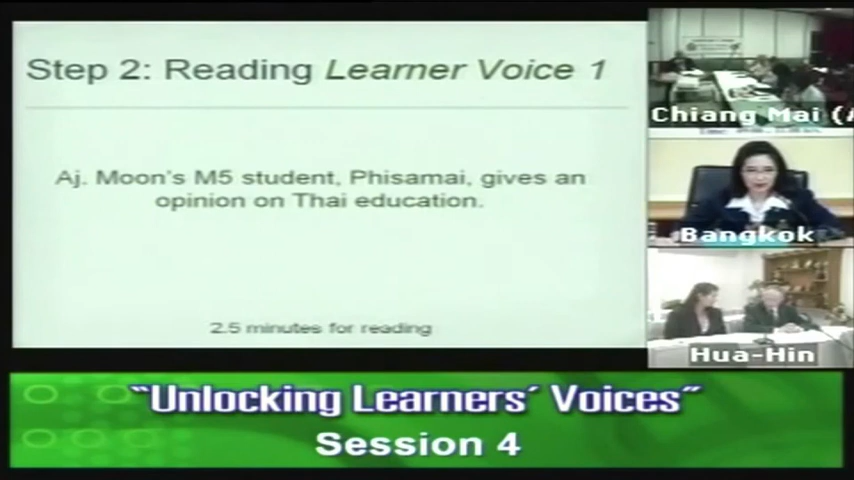 Step 2: Reading Learner Voice 1
Aj. Moon's M5 student, Phisamai, gives an
opinion on Thai education.
2.5 minutes for reading
Chiang Mai (A
Bangkok
Hua-Hin
"Unlocking Learners´ Voices"
Session 4